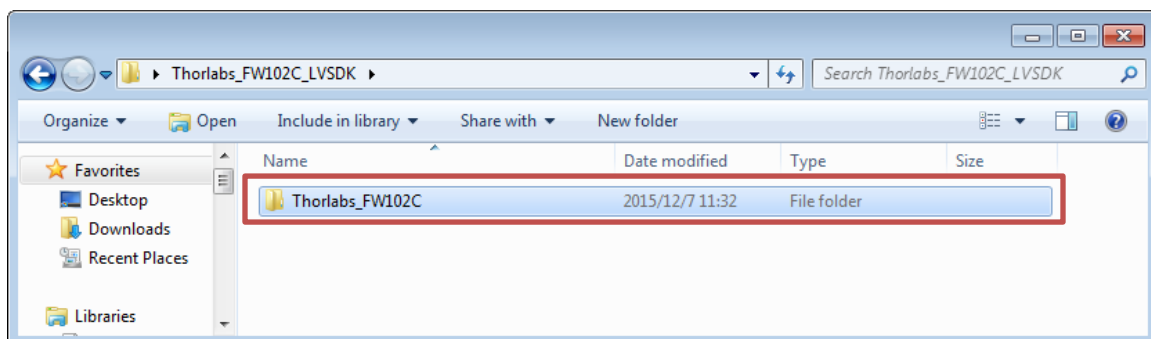 Thorlabs_FW102C_LVSDK
Search Thorlabs_FW102C_LVSDK
Organize Open Include in library Share with New folder
Favorites
Desktop
Downloads
Recent Places
Libraries
Name Date modified Type Size
Thorlabs_FW102C 2015/12/7 11:32 File folder